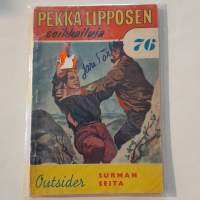 PEKKA LIPPOSEN
seikkailuja
76
Outsider
SURMAN
SEITA